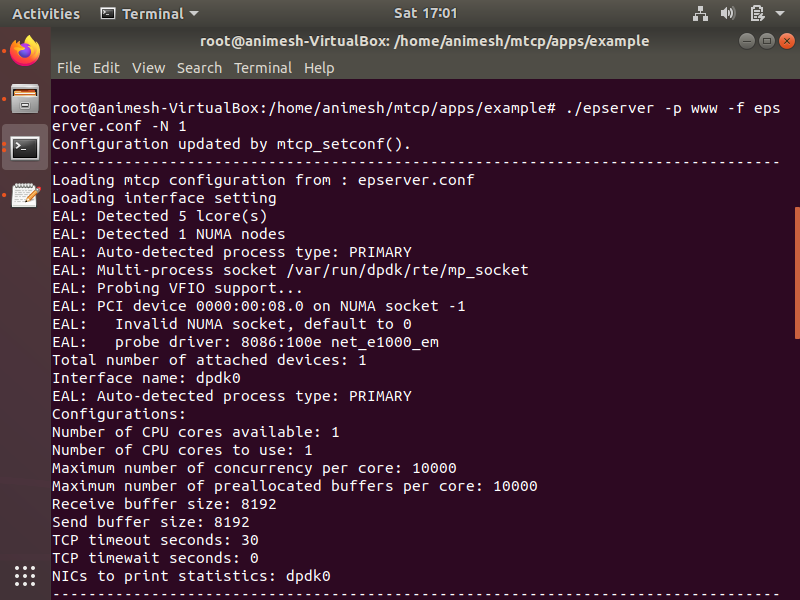 Activities Terminal Sat 17:01
root@animesh-VirtualBox: /home/animesh/mtcp/apps/example
File Edit View Search Terminal Help
root@animesh-VirtualBox:/home/animesh/mtcp/apps/example# ./epserver -p www -f eps
erver.conf -N 1
Configuration updated by mtcp_setconf().
---------------------------------------------------------------------------------
Loading mtcp configuration from : epserver.conf
Loading interface setting
EAL: Detected 5 lcore(s)
EAL: Detected 1 NUMA nodes
EAL: Auto-detected process type: PRIMARY
EAL: Multi-process socket /var/run/dpdk/rte/mp_socket
EAL: Probing VFIO support...
EAL: PCI device 0000:00:08.0 on NUMA socket -1
EAL:   Invalid NUMA socket, default to 0
EAL:   probe driver: 8086:100e net_e1000_em
Total number of attached devices: 1
Interface name: dpdk0
EAL: Auto-detected process type: PRIMARY
Configurations:
Number of CPU cores available: 1
Number of CPU cores to use: 1
Maximum number of concurrency per core: 10000
Maximum number of preallocated buffers per core: 10000
Receive buffer size: 8192
Send buffer size: 8192
TCP timeout seconds: 30
TCP timewait seconds: 0
NICs to print statistics: dpdk0
---------------------------------------------------------------------------------